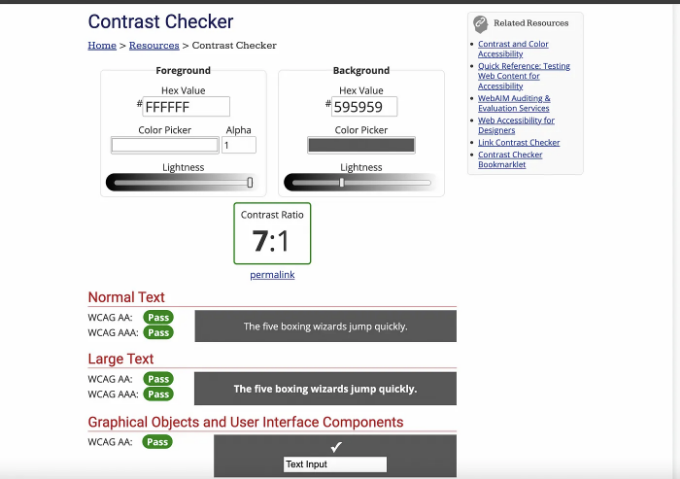 Contrast Checker
Home > Resources > Contrast Checker
Foreground
Hex Value
# FFFFFF
Color Picker
Alpha
1
Lightness
Background
Hex Value
# 595959
Color Picker
Lightness
Contrast Ratio
7:1
permalink
Normal Text
WCAG AA: Pass
WCAG AAA: Pass
The five boxing wizards jump quickly.
Large Text
WCAG AA: Pass
WCAG AAA: Pass
The five boxing wizards jump quickly.
Graphical Objects and User Interface Components
WCAG AA: Pass
Text Input
Related Resources
Contrast and Color
Accessibility
Quick Reference: Testing
Web Content for
Accessibility
WebAIM Auditing &
Evaluation Services
Web Accessibility for
Designers
Link Contrast Checker
Contrast Checker
Bookmarklet